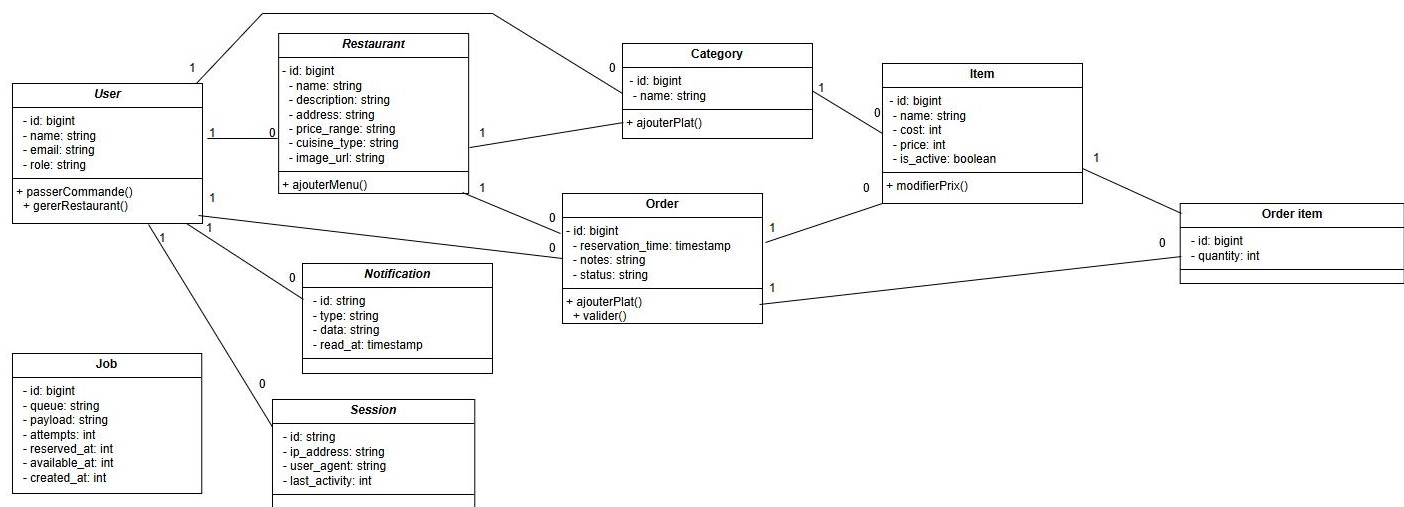 1
User
- id: bigint
- name: string
- email: string
- role: string
+ passerCommande()
+ gererRestaurant()
1
0
Restaurant
- id: bigint
- name: string
- description: string
- address: string
- price_range: string
- cuisine_type: string
- image_url: string
+ ajouterMenu()
1
0
Category
- id: bigint
- name: string
+ ajouterPlat()
1
0
Item
- id: bigint
- name: string
- cost: int
- price: int
- is_active: boolean
+ modifierPrix()
1
0
1
0
1
0
Order
- id: bigint
- reservation_time: timestamp
- notes: string
- status: string
+ ajouterPlat()
+ valider()
1
1
0
Order item
- id: bigint
- quantity: int
1
0
Notification
- id: string
- type: string
- data: string
- read_at: timestamp
1
0
Session
- id: string
- ip_address: string
- user_agent: string
- last_activity: int
Job
- id: bigint
- queue: string
- payload: string
- attempts: int
- reserved_at: int
- available_at: int
- created_at: int